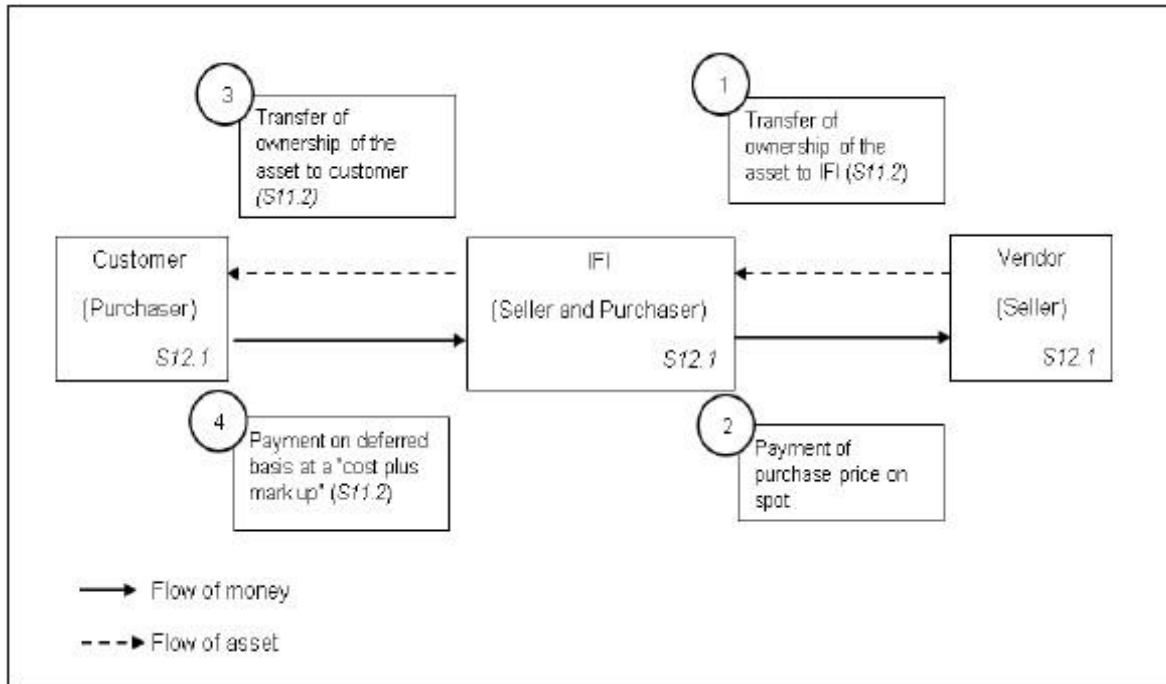 3
Transfer of
ownership of the
asset to customer
(S11.2)
1
Transfer of
ownership of the
asset to IFI (S11.2)
Customer
(Purchaser)
S12.1
IFI
(Seller and Purchaser)
S12.1
Vendor
(Seller)
S12.1
4
Payment on deferred
basis at a "cost plus
mark up" (S11.2)
2
Payment of
purchase price on
spot
Flow of money
Flow of asset